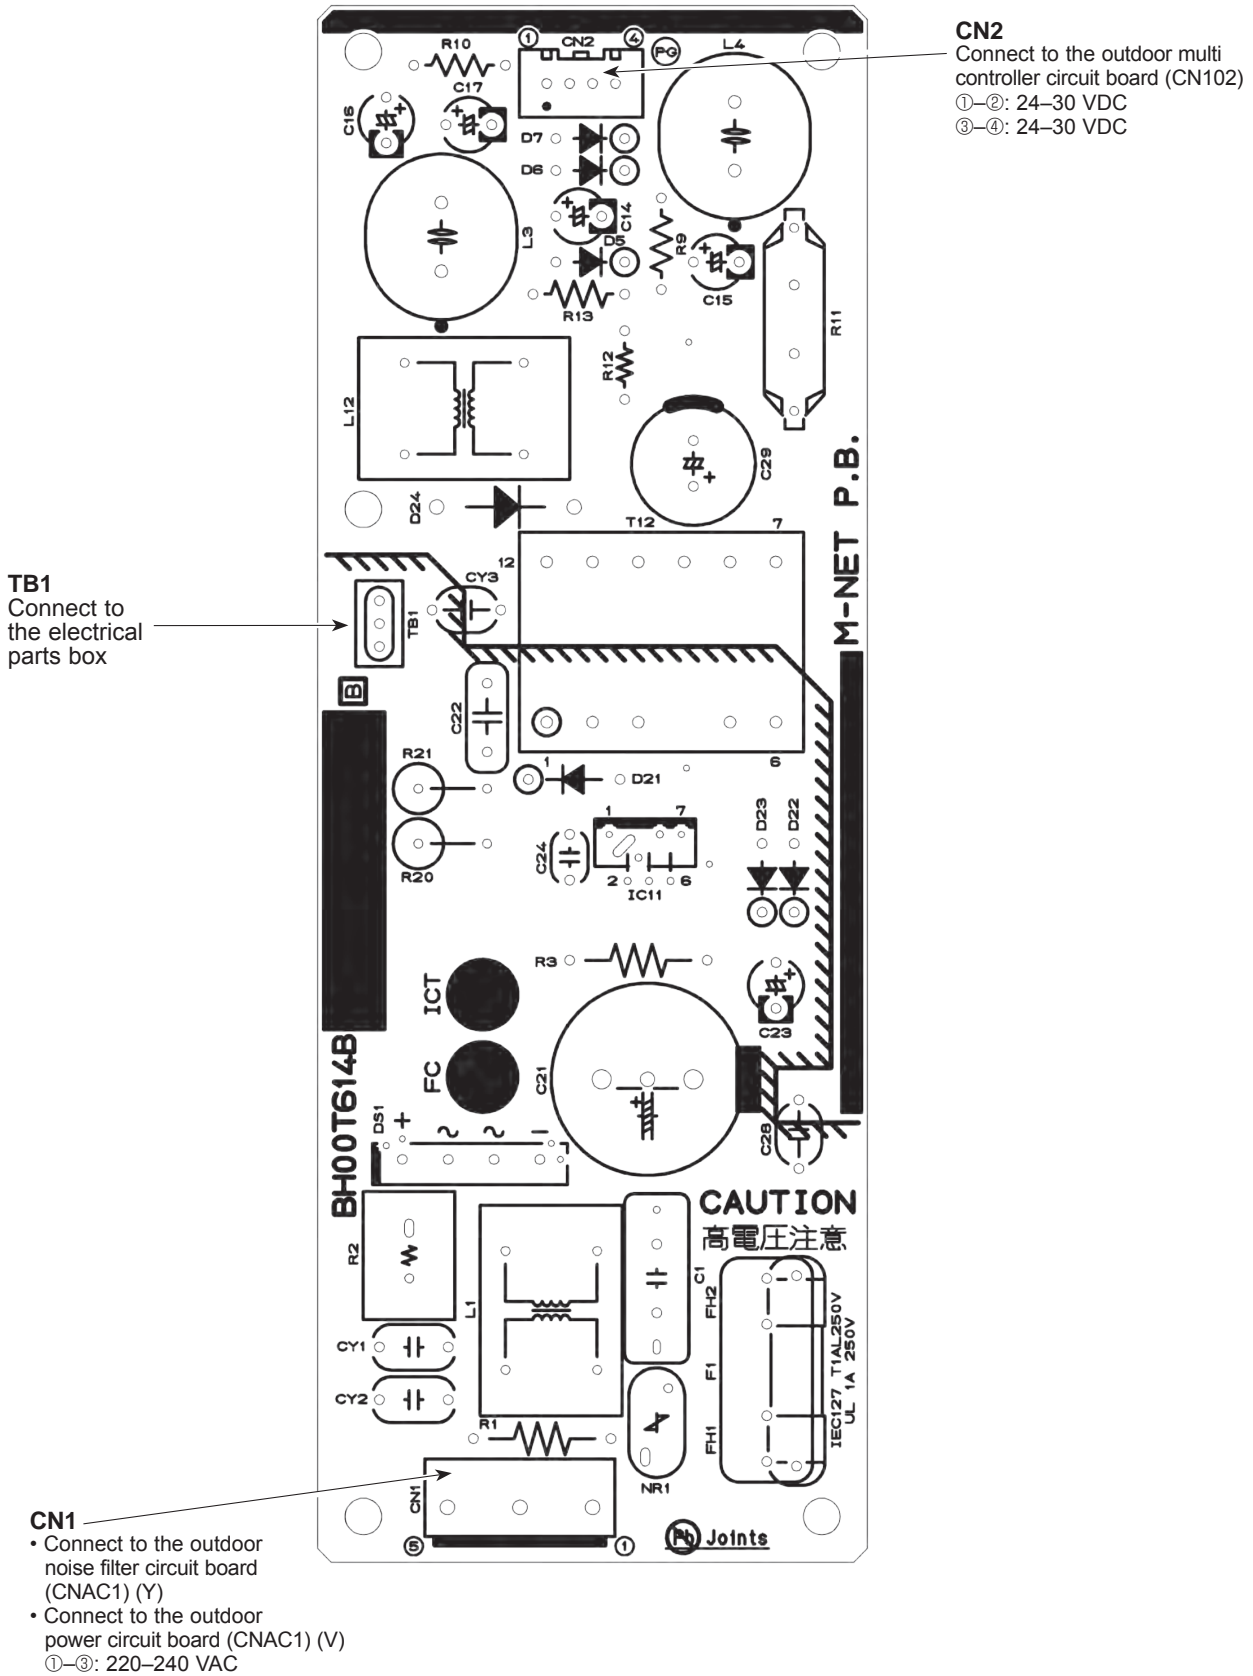 CN2
Connect to the outdoor multi
controller circuit board (CN102)
①–②: 24–30 VDC
③–④: 24–30 VDC
① CN2 ④ PG
R10
L4
C17
C16
D7
D6
C14
D5
L3
R9
C15
R13
R11
R12
L12
C29
D24
T12 7
12
M-NET P.B.
CY3
TB1
Connect to
the electrical
parts box
TB1
B
C22
R21
1
6
D21
D23
D22
1 7
C24
R20
2 6
IC11
R3
ICT
C23
FC
C21
BH00T614B
DS1
+ ~ ~ −
C28
CAUTION
高電圧注意
R2
L1
C1
FH2
CY1
F1
IEC127 T1AL250V
UL 1A 250V
CY2
R1
FH1
NR1
CN1
⑤ ①
Pb Joints
CN1
• Connect to the outdoor
noise filter circuit board
(CNAC1) (Y)
• Connect to the outdoor
power circuit board (CNAC1) (V)
①–③: 220–240 VAC